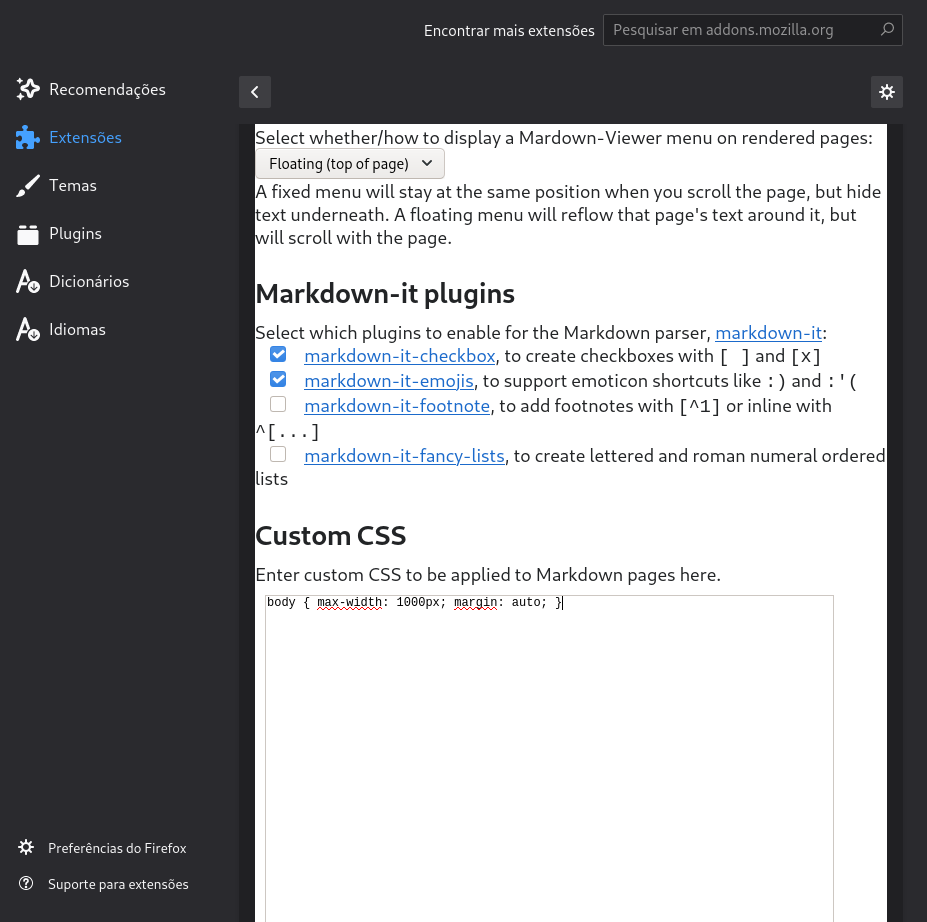 Encontrar mais extensões
Pesquisar em addons.mozilla.org
Recomendações
Extensões
Temas
Plugins
Dicionários
Idiomas
Select whether/how to display a Mardown-Viewer menu on rendered pages:
Floating (top of page)
A fixed menu will stay at the same position when you scroll the page, but hide
text underneath. A floating menu will reflow that page's text around it, but
will scroll with the page.
Markdown-it plugins
Select which plugins to enable for the Markdown parser, markdown-it:
markdown-it-checkbox, to create checkboxes with [ ] and [x]
markdown-it-emojis, to support emoticon shortcuts like :) and :'(
markdown-it-footnote, to add footnotes with [^1] or inline with
^[...]
markdown-it-fancy-lists, to create lettered and roman numeral ordered
lists
Custom CSS
Enter custom CSS to be applied to Markdown pages here.
body { max-width: 1000px; margin: auto; }
Preferências do Firefox
Suporte para extensões